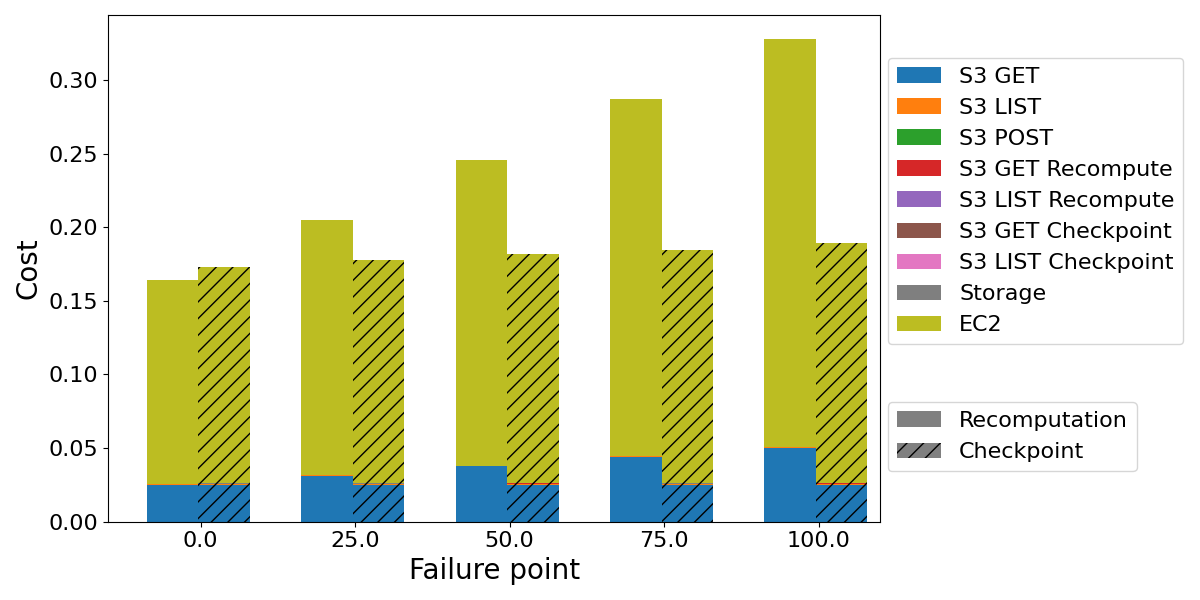 Cost
0.30
0.25
0.20
0.15
0.10
0.05
0.00
0.0 25.0 50.0 75.0 100.0
Failure point
S3 GET
S3 LIST
S3 POST
S3 GET Recompute
S3 LIST Recompute
S3 GET Checkpoint
S3 LIST Checkpoint
Storage
EC2
Recomputation
Checkpoint